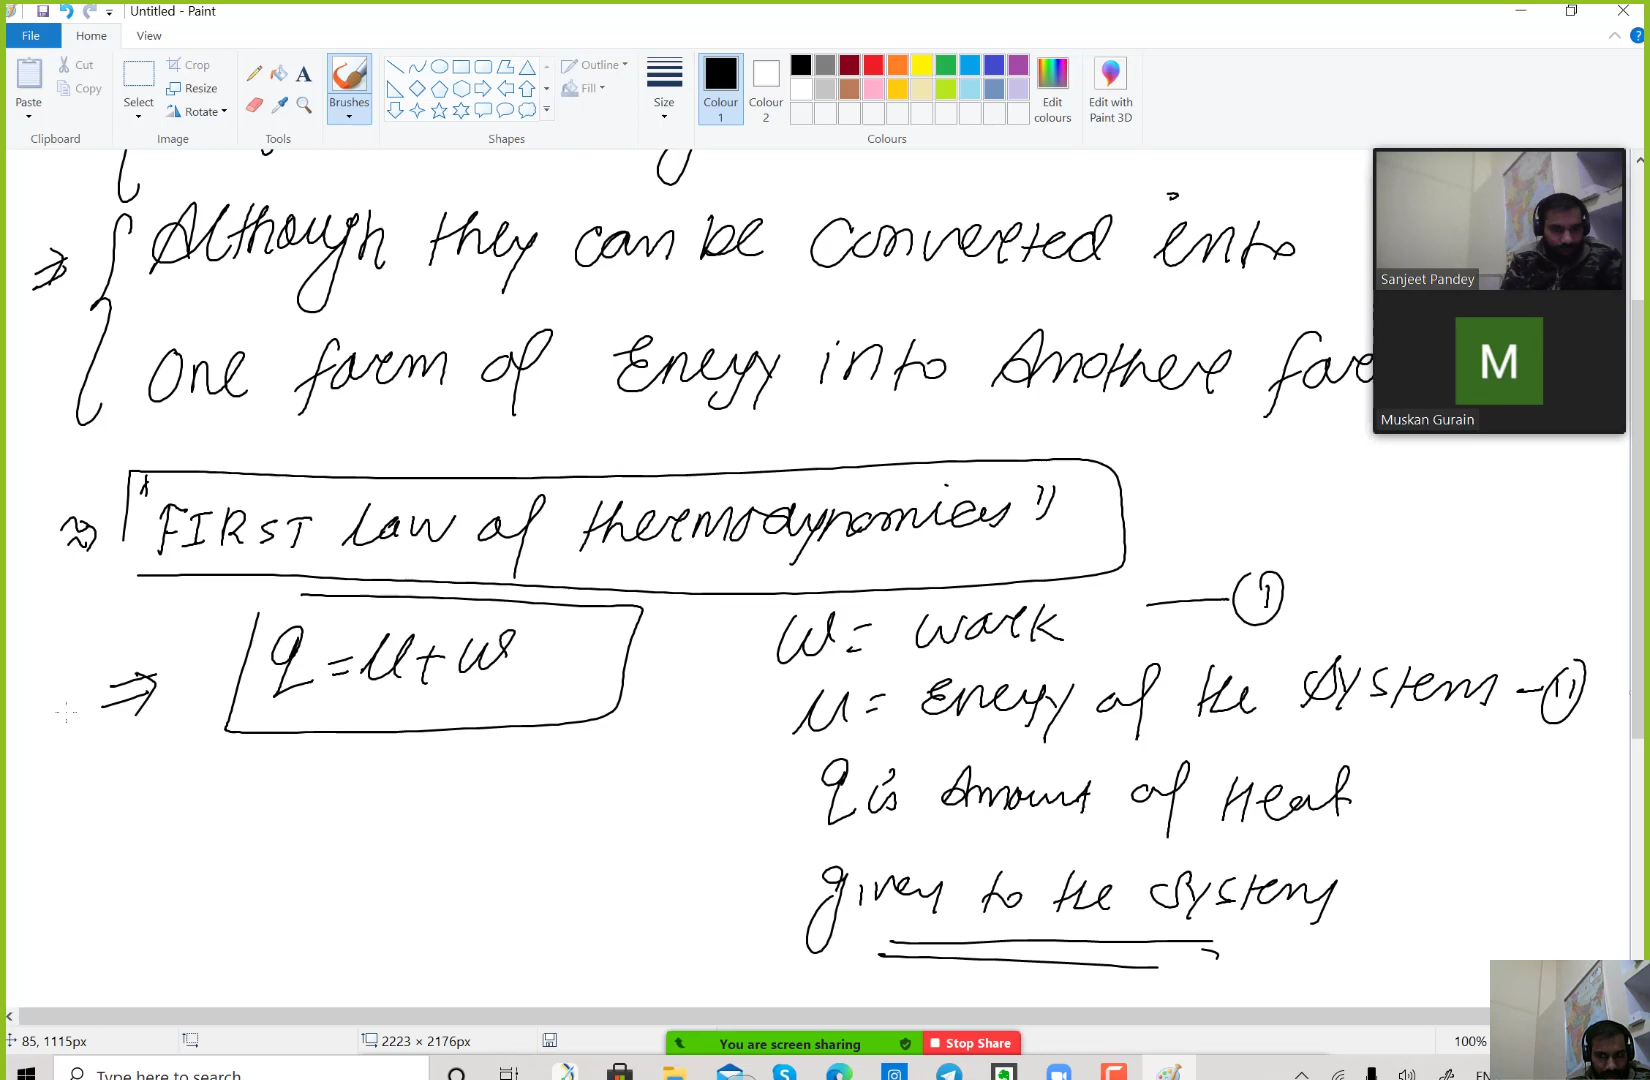 Untitled - Paint
File Home View
Cut
Copy
Paste
Clipboard
Select
Crop
Resize
Rotate
Image
Tools
Brushes
Shapes
Outline
Fill
Size
Colour 1
Colour 2
Edit colours
Edit with Paint 3D
Colours
Although they can be converted into
one form of Energy into Another for
"FIRST Law of thermodynamics"
q = u + w
w = work — 1
u = Energy of the System - 11
q is Amount of Heat
given to the System
Sanjeet Pandey
M
Muskan Gurain
85, 1115px
2223 × 2176px
You are screen sharing
Stop Share
100%
Type here to search
EN